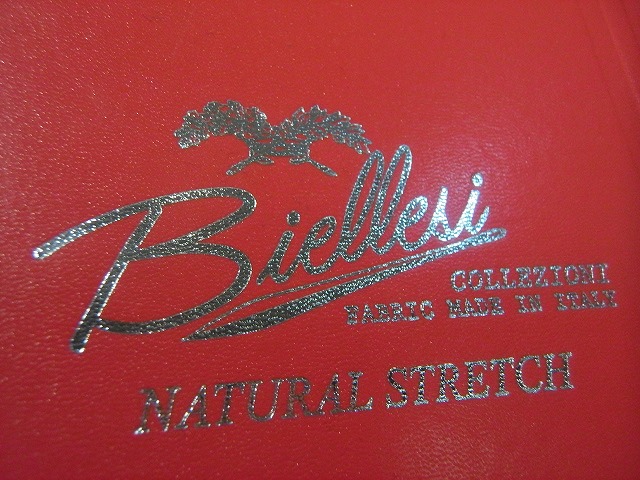 Biellesi
COLLEZIONI
FABRIC MADE IN ITALY
NATURAL STRETCH